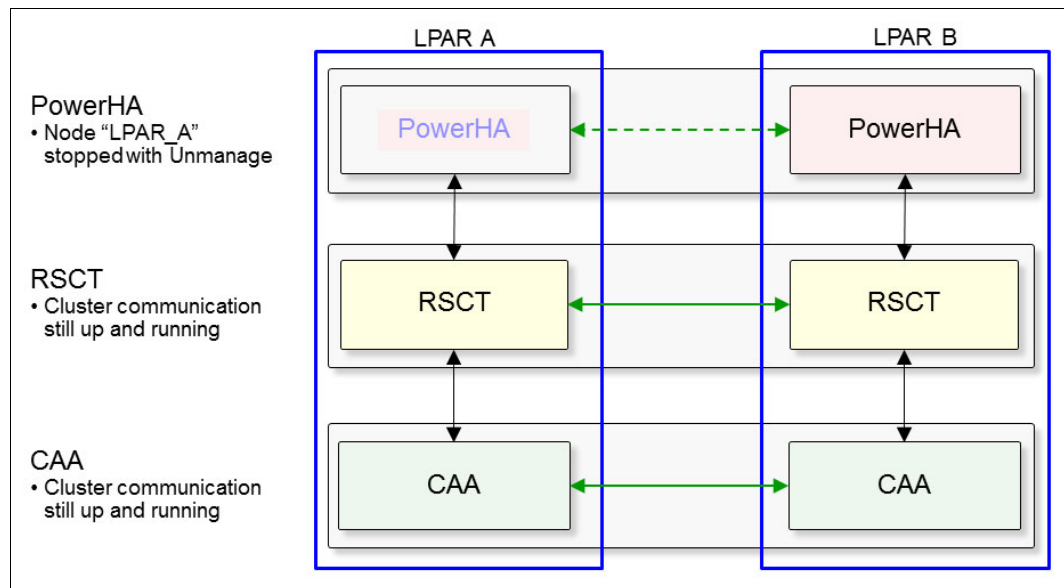 LPAR A
LPAR B
PowerHA
• Node “LPAR_A”
stopped with Unmanage
PowerHA
PowerHA
RSCT
• Cluster communication
still up and running
RSCT
RSCT
CAA
• Cluster communication
still up and running
CAA
CAA